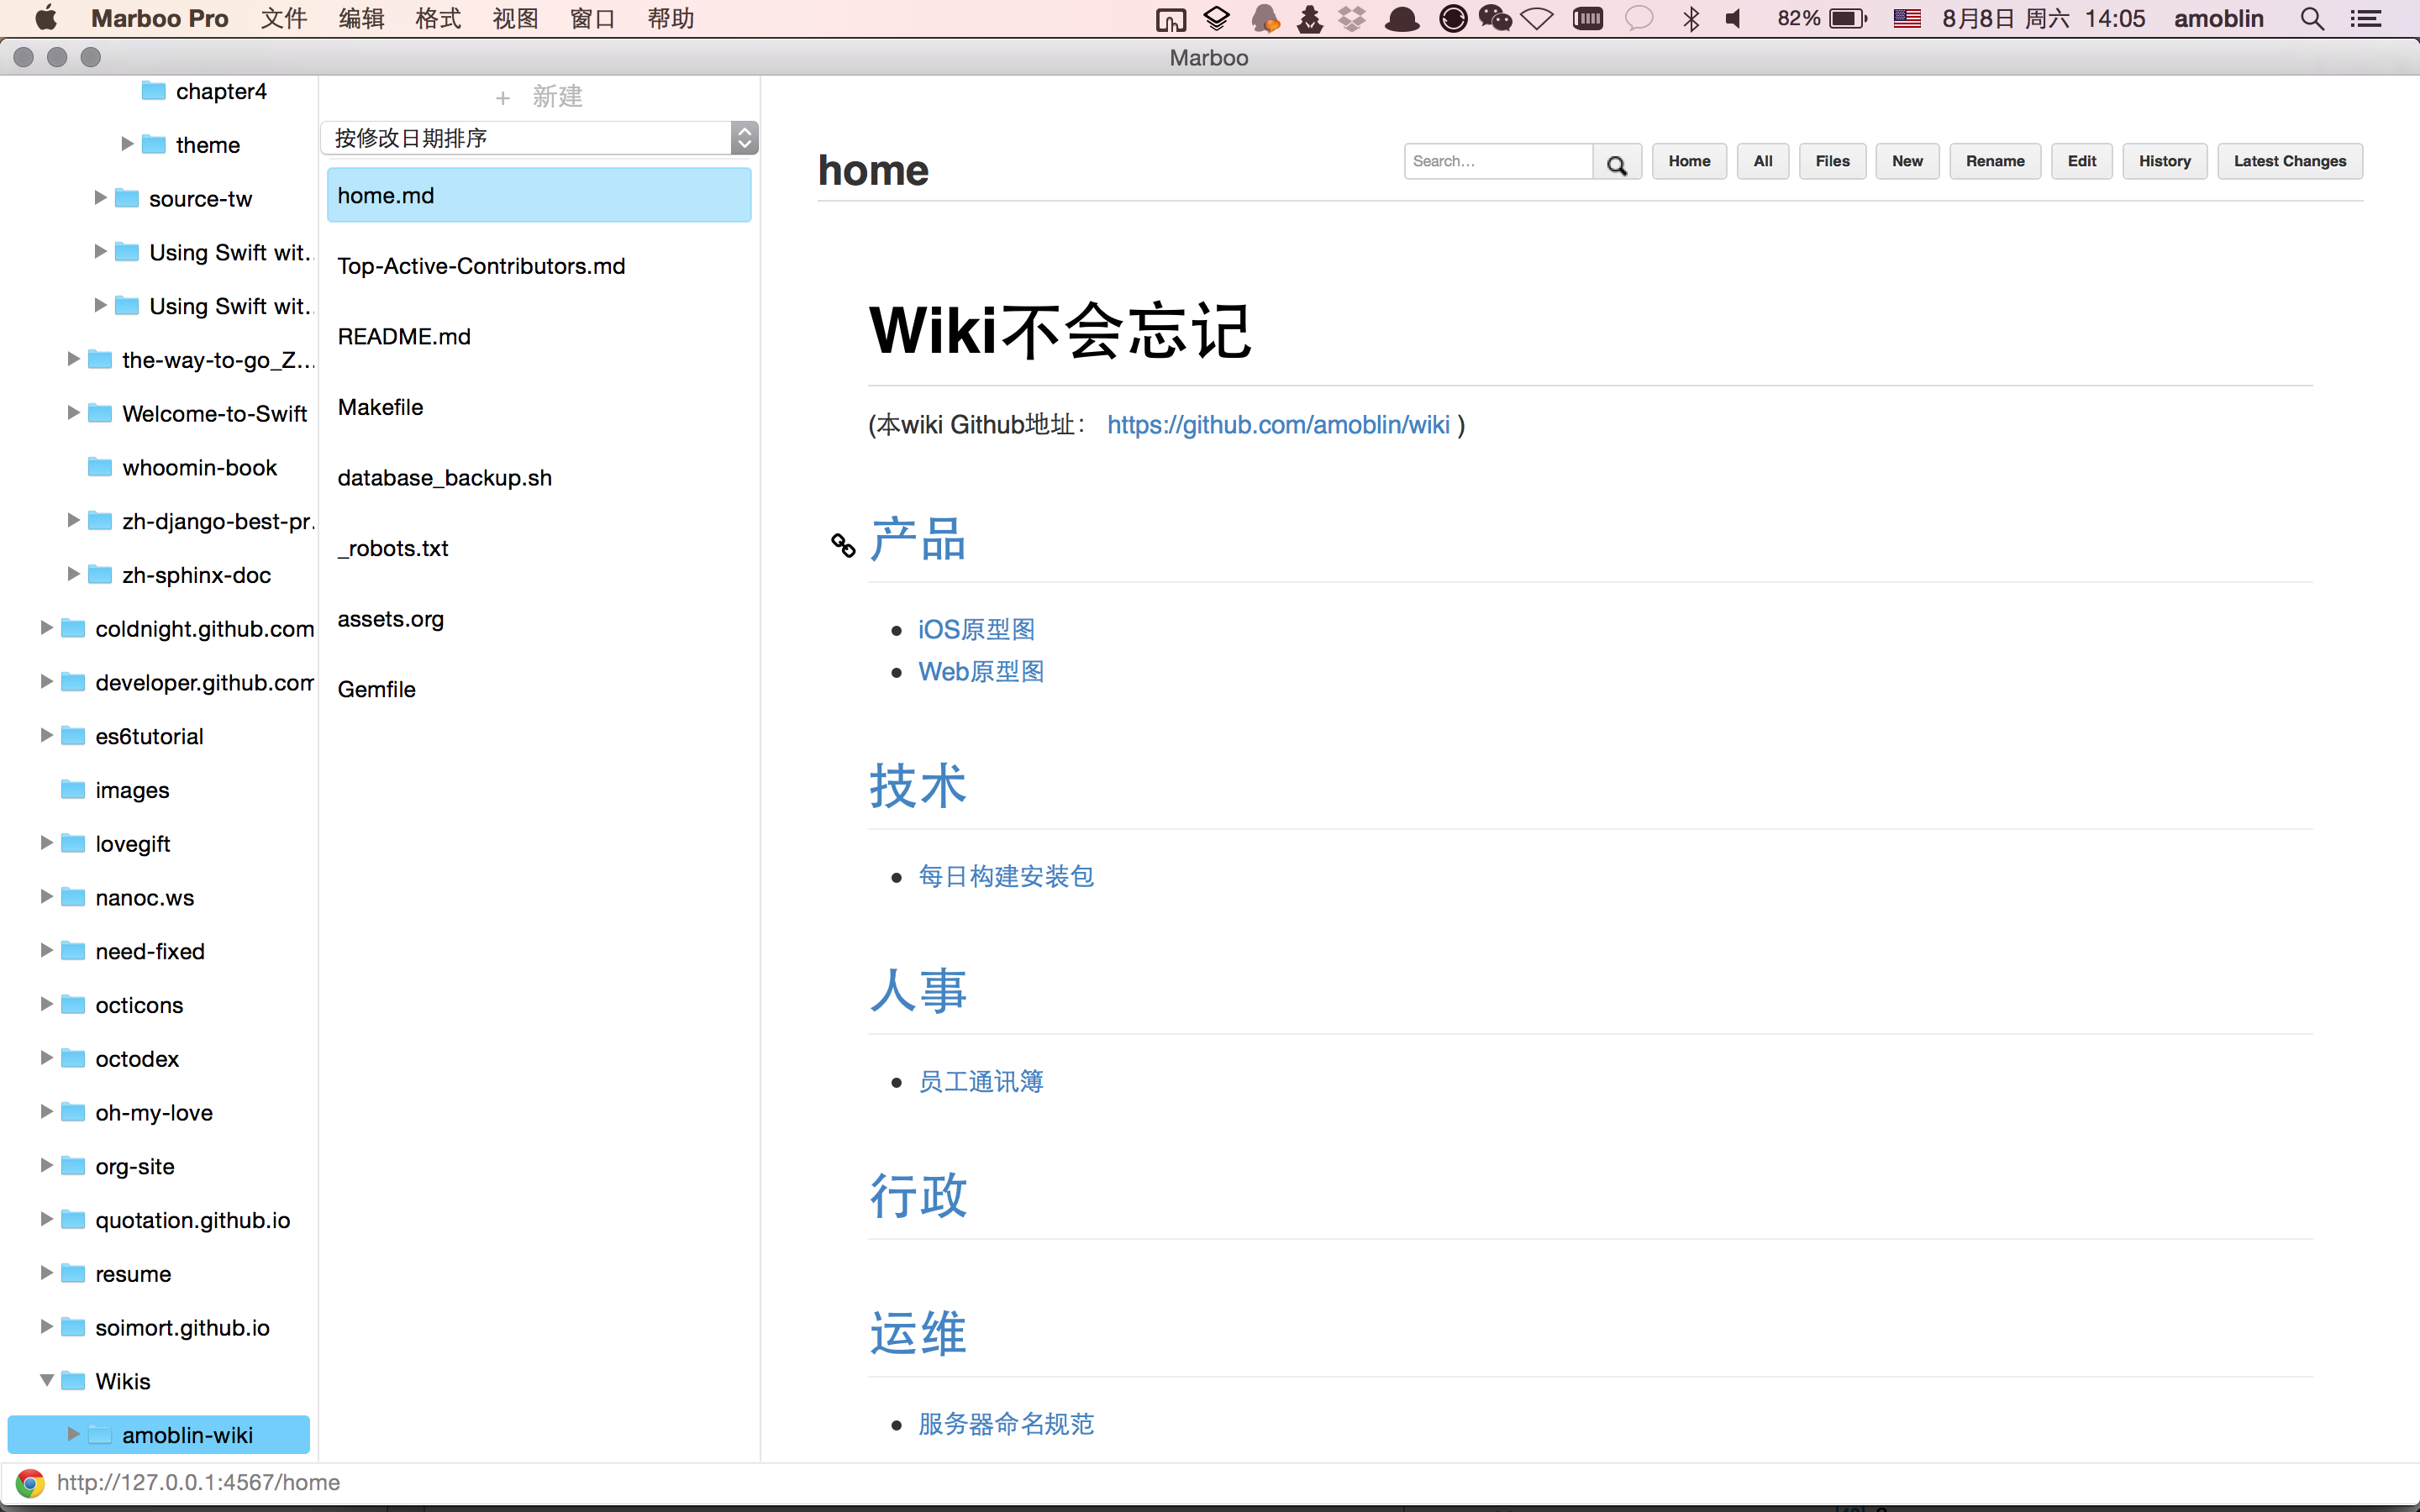 Marboo Pro 文件 编辑 格式 视图 窗口 帮助 82% 8月8日 周六 14:05 amoblin
Marboo
chapter4
theme
source-tw
Using Swift wit..
Using Swift wit..
the-way-to-go_Z...
Welcome-to-Swift
whoomin-book
zh-django-best-pr.
zh-sphinx-doc
coldnight.github.com
developer.github.com
es6tutorial
images
lovegift
nanoc.ws
need-fixed
octicons
octodex
oh-my-love
org-site
quotation.github.io
resume
soimort.github.io
Wikis
amoblin-wiki
+ 新建
按修改日期排序
home.md
Top-Active-Contributors.md
README.md
Makefile
database_backup.sh
_robots.txt
assets.org
Gemfile
home
Search... Home All Files New Rename Edit History Latest Changes
Wiki不会忘记
(本wiki Github地址： https://github.com/amoblin/wiki )
产品
iOS原型图
Web原型图
技术
每日构建安装包
人事
员工通讯簿
行政
运维
服务器命名规范
http://127.0.0.1:4567/home